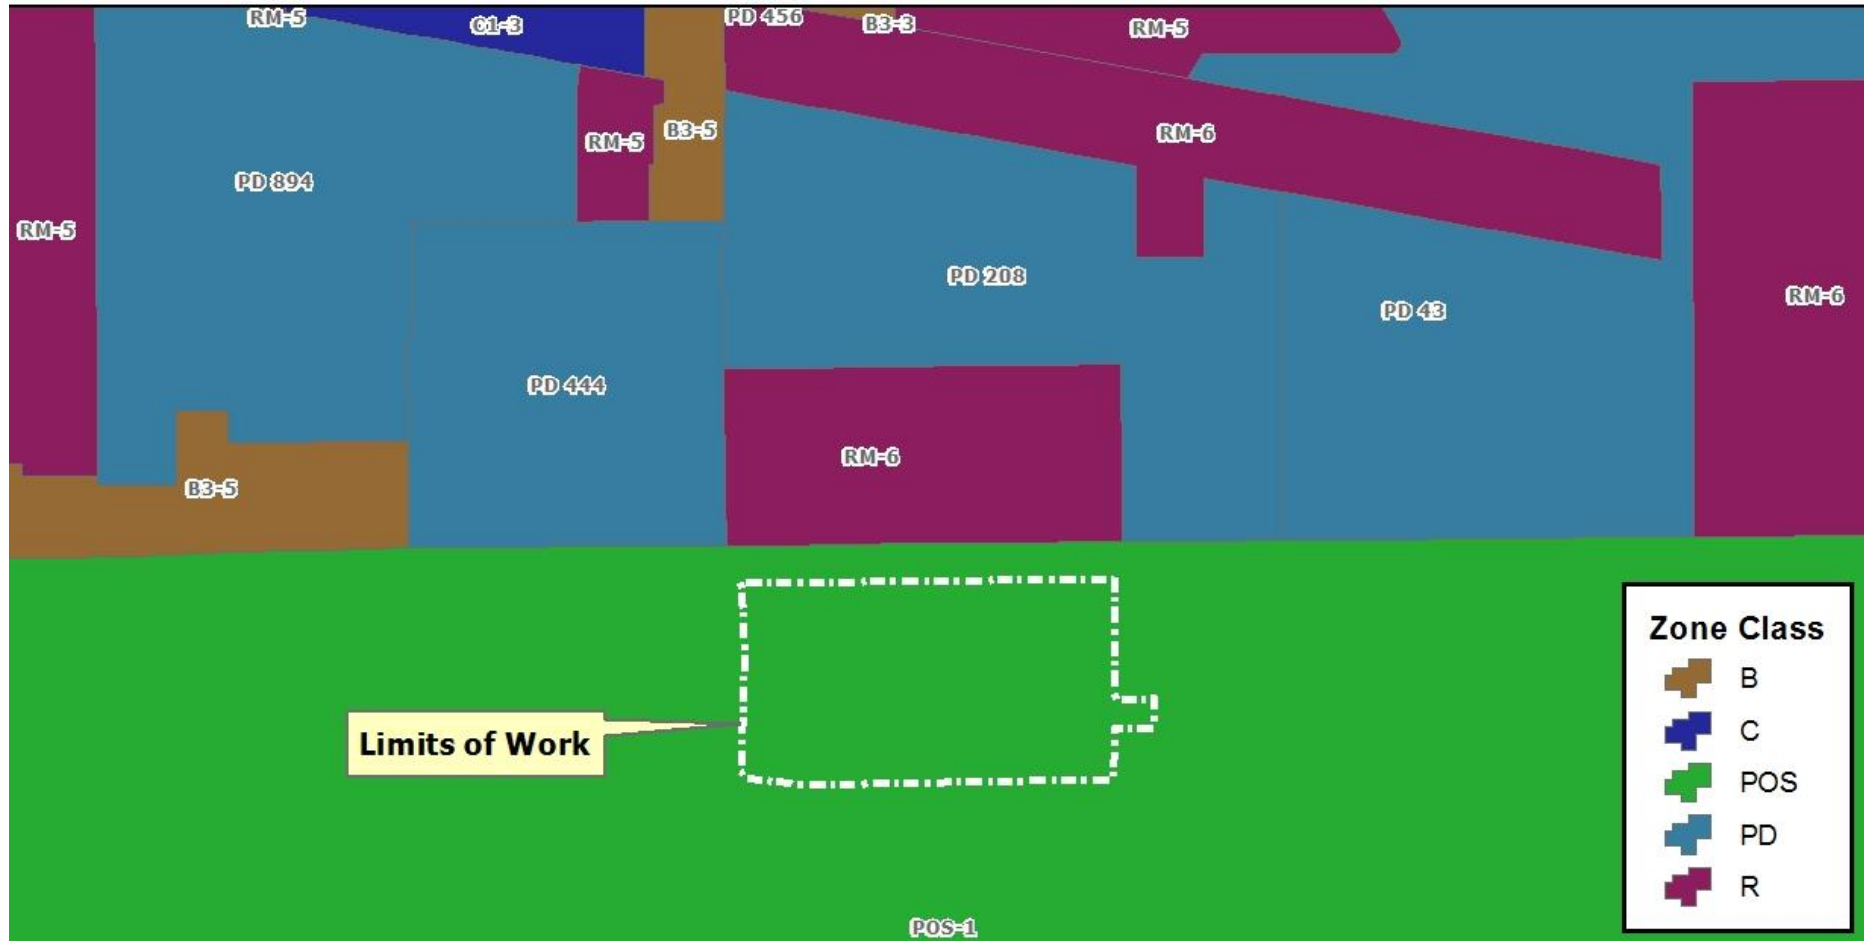 RM-5
C1-3
PD 456
B3-3
RM-5
RM-5
B3-5
RM-6
PD 894
RM-5
PD 208
RM-6
PD 43
PD 444
RM-6
B3-5
Limits of Work
POS-1
Zone Class
B
C
POS
PD
R